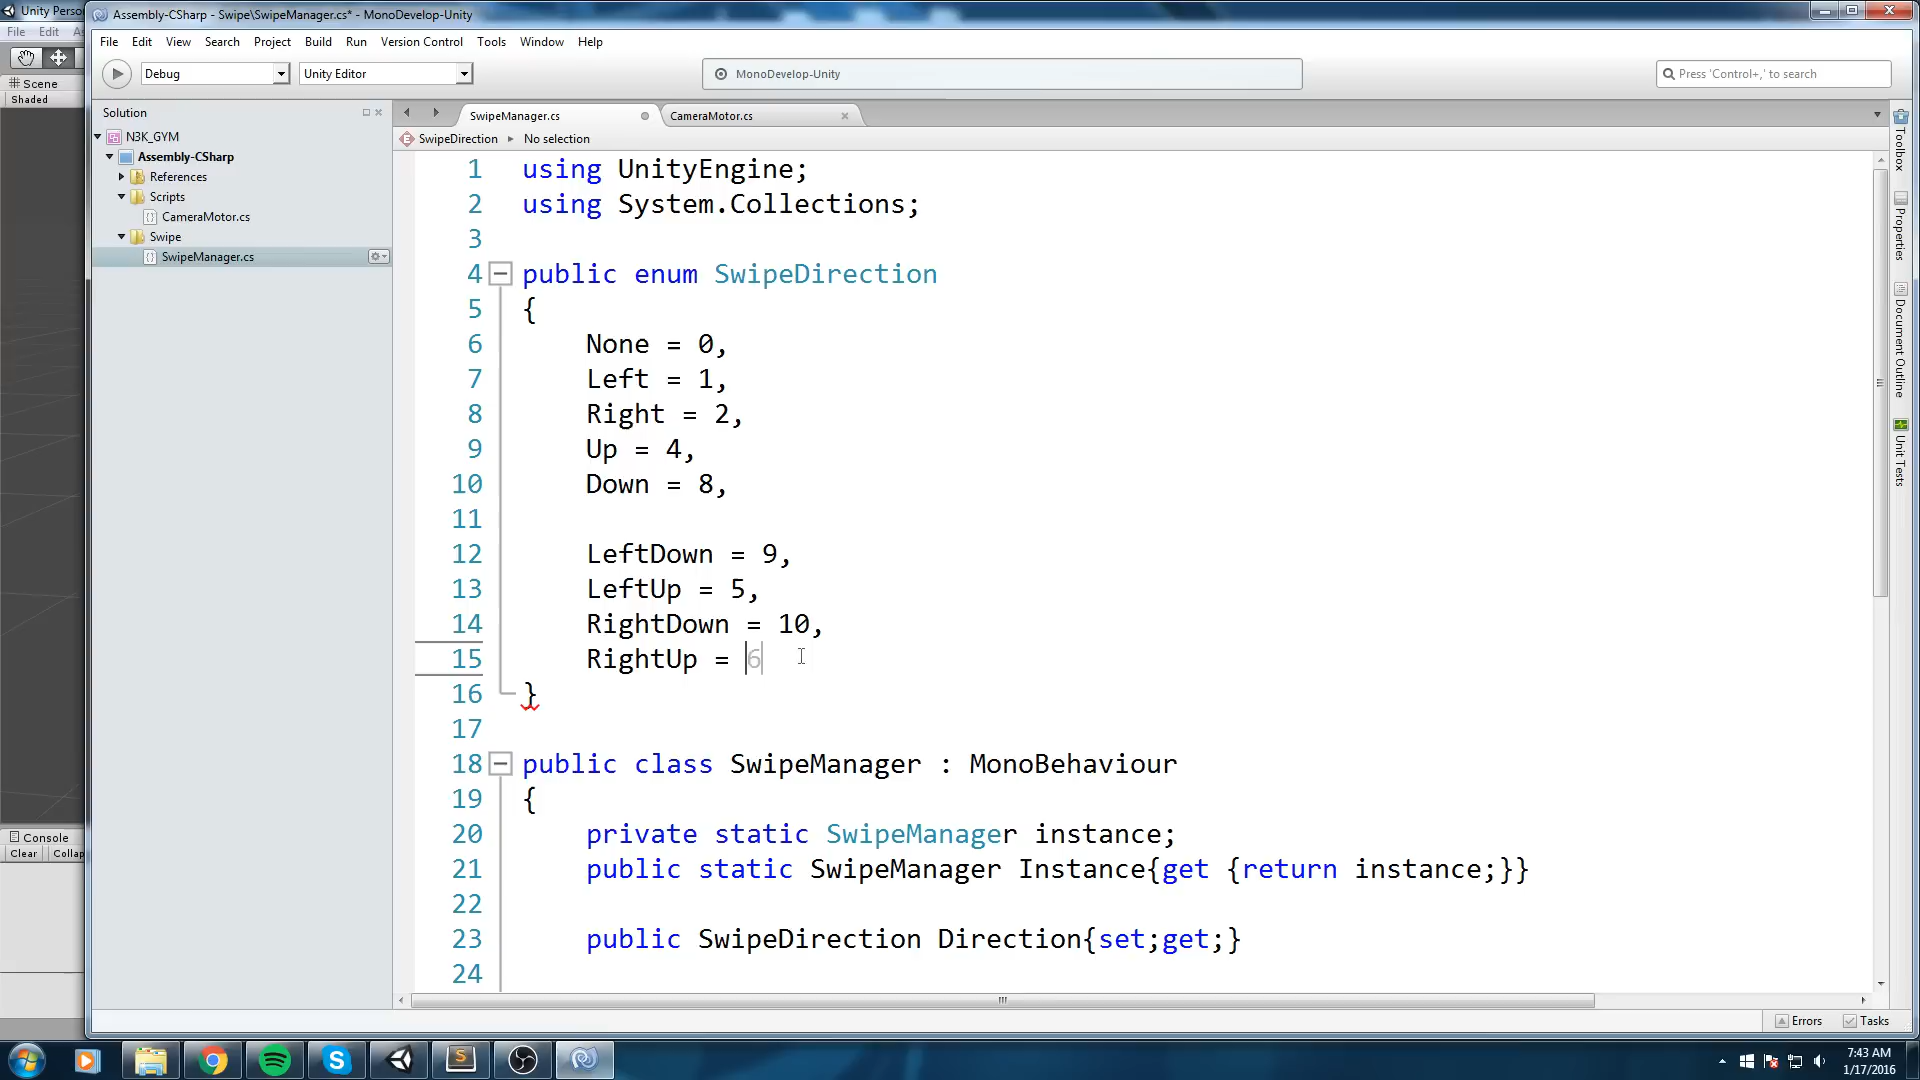 Unity Perso
Assembly-CSharp - Swipe\SwipeManager.cs* - MonoDevelop-Unity
File Edit
File Edit View Search Project Build Run Version Control Tools Window Help
Debug Unity Editor MonoDevelop-Unity Press 'Control+,' to search
Scene
Shaded
Solution
N3K_GYM
Assembly-CSharp
References
Scripts
CameraMotor.cs
Swipe
SwipeManager.cs
SwipeManager.cs CameraMotor.cs
SwipeDirection No selection
1 using UnityEngine;
2 using System.Collections;
3
4 public enum SwipeDirection
5 {
6 None = 0,
7 Left = 1,
8 Right = 2,
9 Up = 4,
10 Down = 8,
11
12 LeftDown = 9,
13 LeftUp = 5,
14 RightDown = 10,
15 RightUp = 6
16 }
17
18 public class SwipeManager : MonoBehaviour
19 {
20 private static SwipeManager instance;
21 public static SwipeManager Instance{get {return instance;}}
22
23 public SwipeDirection Direction{set;get;}
24
Toolbox
Properties
Document Outline
Unit Tests
Console
Clear Collap
Errors Tasks
7:43 AM
1/17/2016